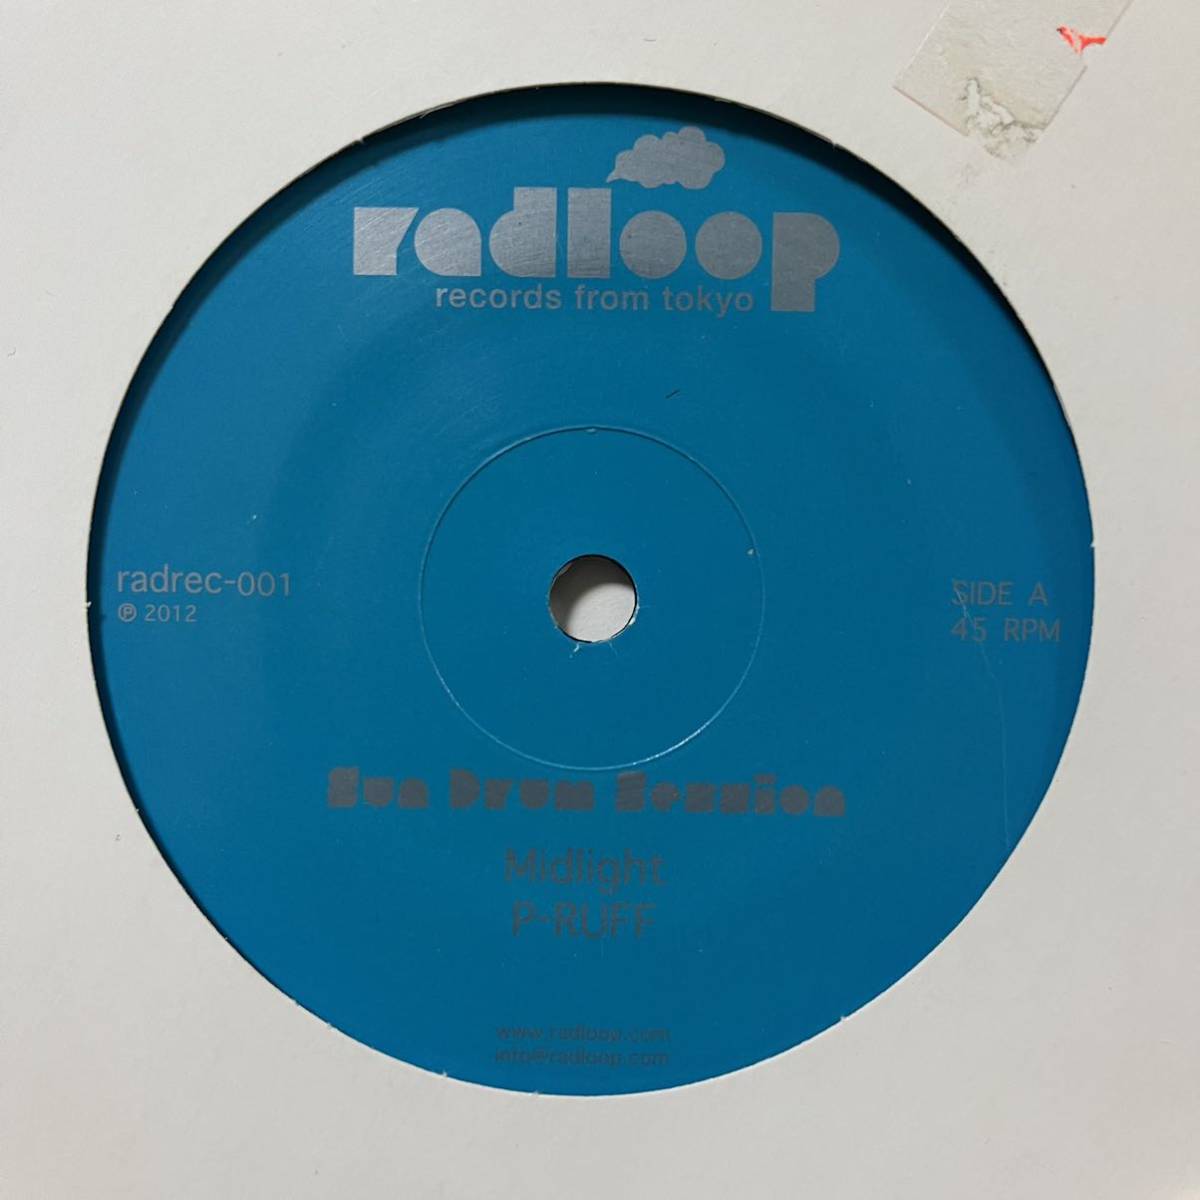 radloop
records from tokyo
radrec-001
℗ 2012
SIDE A
45 RPM
Sun Drum Session
Midlight
P-RUFF
www.radloop.com
info@radloop.com